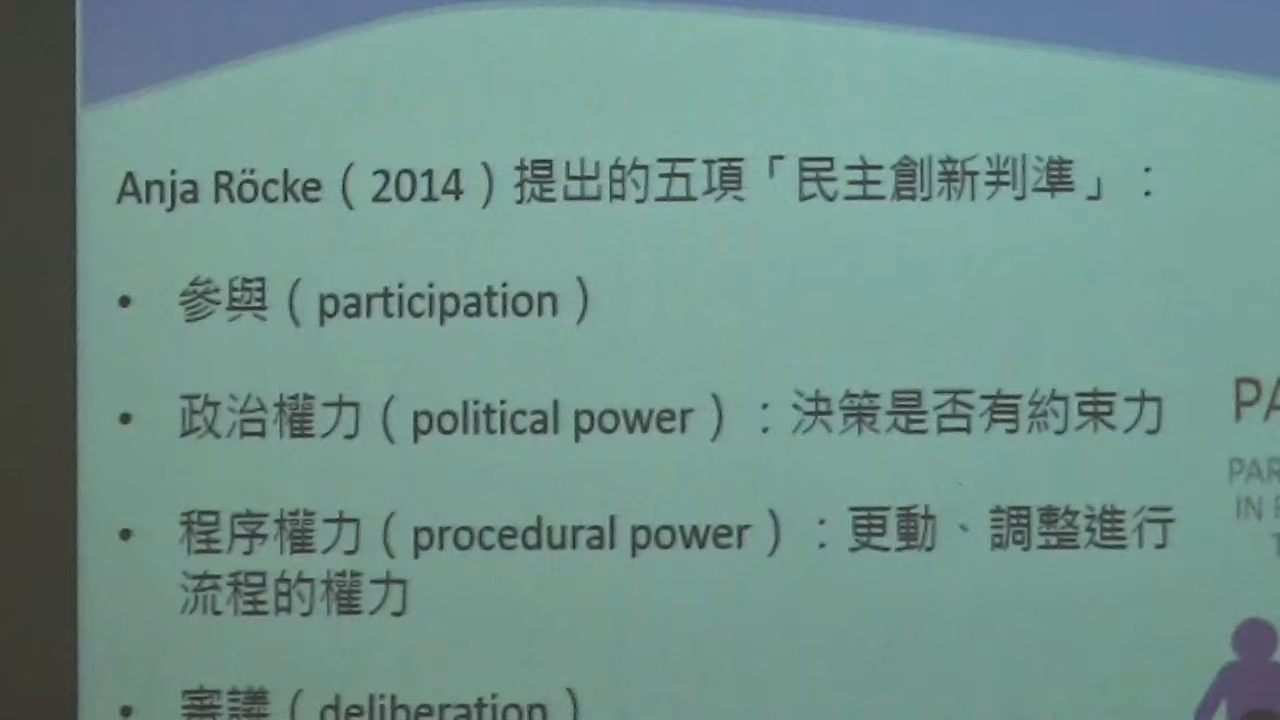 Anja Röcke（2014）提出的五項「民主創新判準」：
• 參與（participation）
• 政治權力（political power）：決策是否有約束力
• 程序權力（procedural power）：更動、調整進行
流程的權力
• 審議（deliberation）
PA
PAR
IN